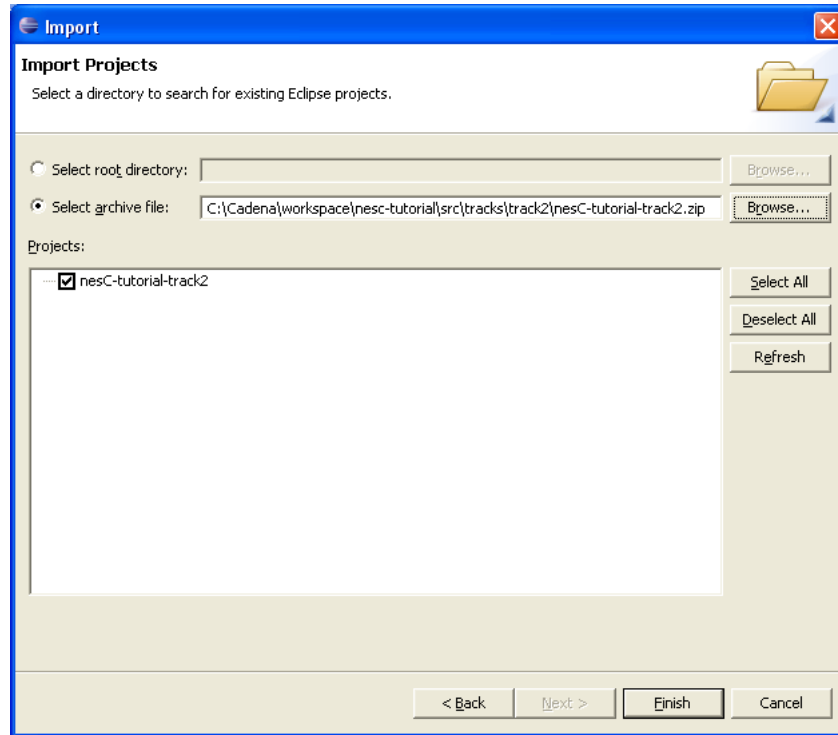 Import
Import Projects
Select a directory to search for existing Eclipse projects.
Select root directory:
Browse...
Select archive file:
C:\Cadena\workspace\nesc-tutorial\src\tracks\track2\nesC-tutorial-track2.zip
Browse...
Projects:
nesC-tutorial-track2
Select All
Deselect All
Refresh
< Back
Next >
Finish
Cancel